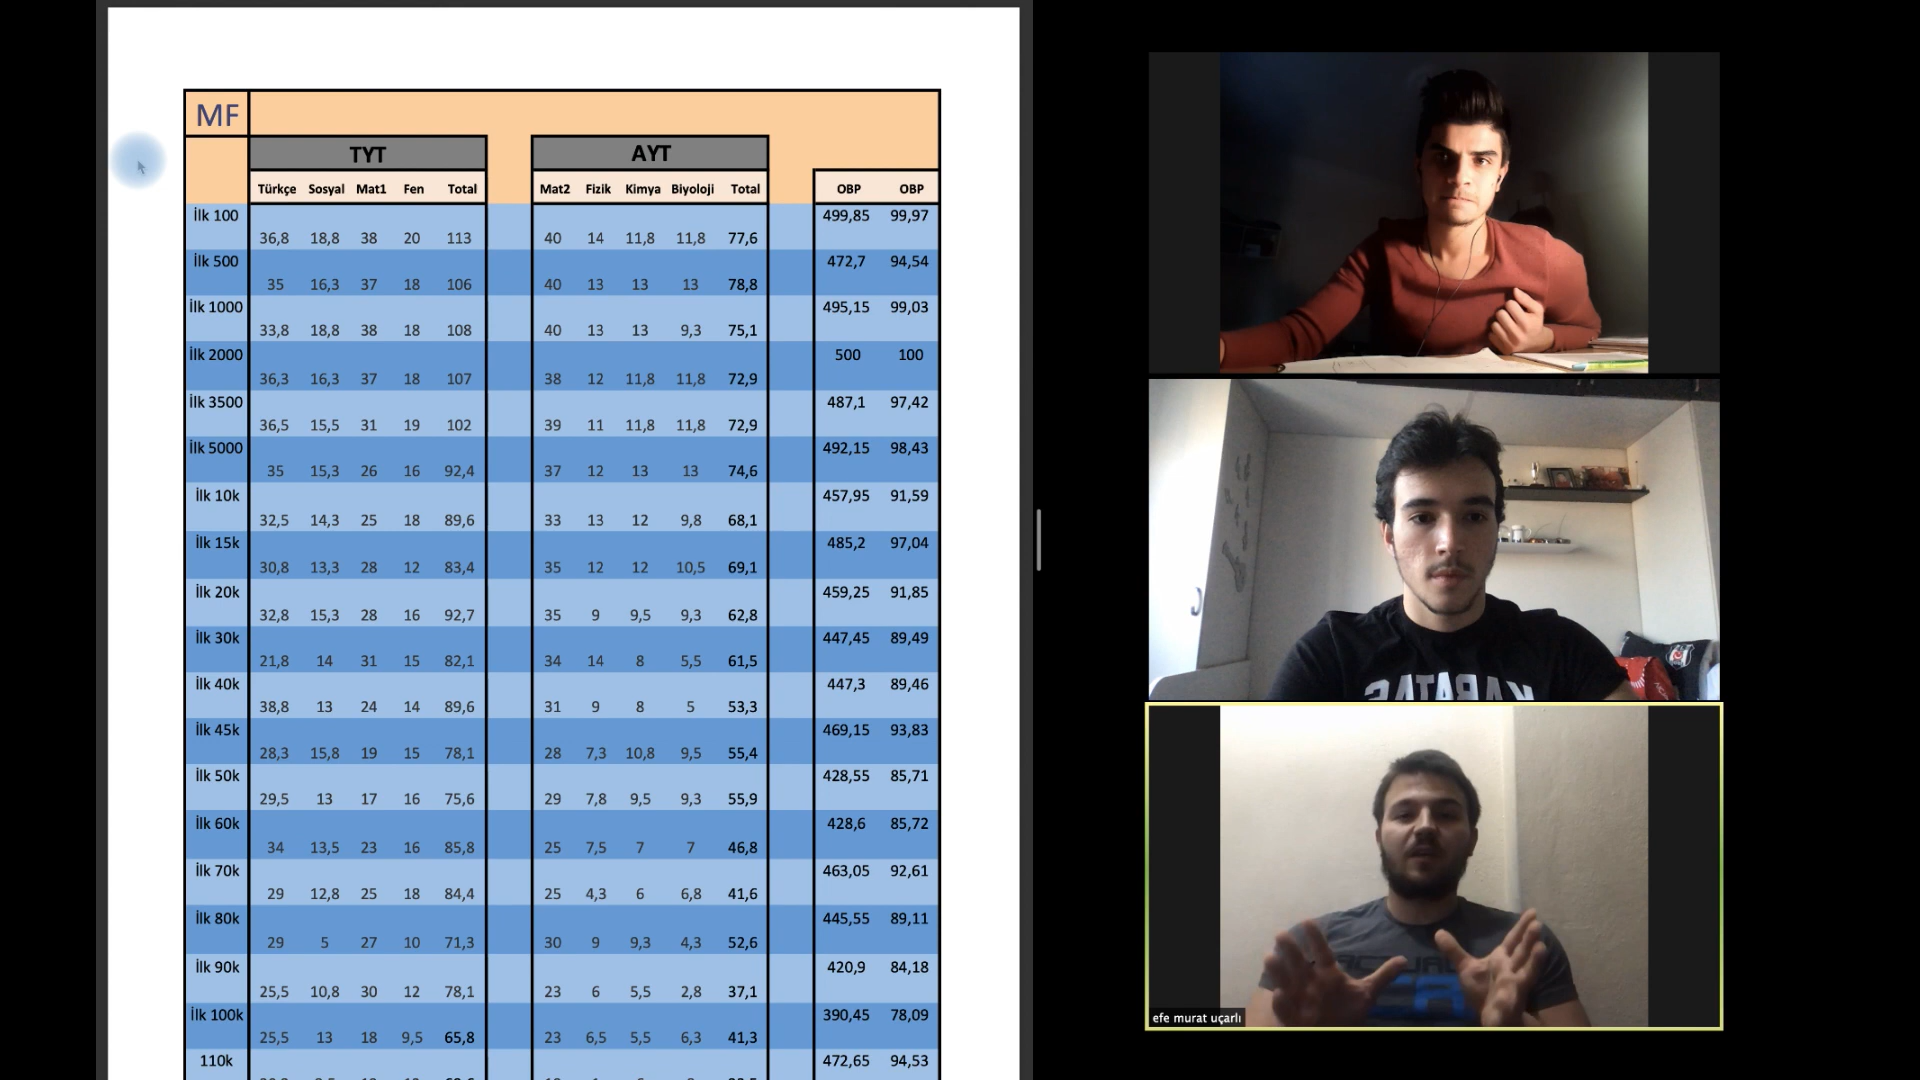 MF
TYT AYT
Türkçe Sosyal Mat1 Fen Total Mat2 Fizik Kimya Biyoloji Total OBP OBP
İlk 100 499,85 99,97
36,8 18,8 38 20 113 40 14 11,8 11,8 77,6
İlk 500 472,7 94,54
35 16,3 37 18 106 40 13 13 13 78,8
İlk 1000 495,15 99,03
33,8 18,8 38 18 108 40 13 13 9,3 75,1
İlk 2000 500 100
36,3 16,3 37 18 107 38 12 11,8 11,8 72,9
İlk 3500 487,1 97,42
36,5 15,5 31 19 102 39 11 11,8 11,8 72,9
İlk 5000 492,15 98,43
35 15,3 26 16 92,4 37 12 13 13 74,6
İlk 10k 457,95 91,59
32,5 14,3 25 18 89,6 33 13 12 9,8 68,1
İlk 15k 485,2 97,04
30,8 13,3 28 12 83,4 35 12 12 10,5 69,1
İlk 20k 459,25 91,85
32,8 15,3 28 16 92,7 35 9 9,5 9,3 62,8
İlk 30k 447,45 89,49
21,8 14 31 15 82,1 34 14 8 5,5 61,5
İlk 40k 447,3 89,46
38,8 13 24 14 89,6 31 9 8 5 53,3
İlk 45k 469,15 93,83
28,3 15,8 19 15 78,1 28 7,3 10,8 9,5 55,4
İlk 50k 428,55 85,71
29,5 13 17 16 75,6 29 7,8 9,5 9,3 55,9
İlk 60k 428,6 85,72
34 13,5 23 16 85,8 25 7,5 7 7 46,8
İlk 70k 463,05 92,61
29 12,8 25 18 84,4 25 4,3 6 6,8 41,6
İlk 80k 445,55 89,11
29 5 27 10 71,3 30 9 9,3 4,3 52,6
İlk 90k 420,9 84,18
25,5 10,8 30 12 78,1 23 6 5,5 2,8 37,1
İlk 100k 390,45 78,09
25,5 13 18 9,5 65,8 23 6,5 5,5 6,3 41,3
110k 472,65 94,53
efe murat uçarlı